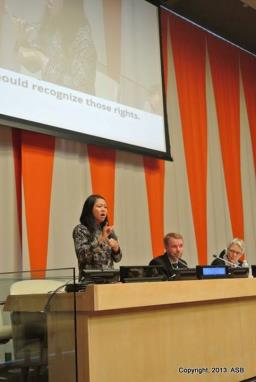 ould recognize those rights.
Copyright, 2013. ASB